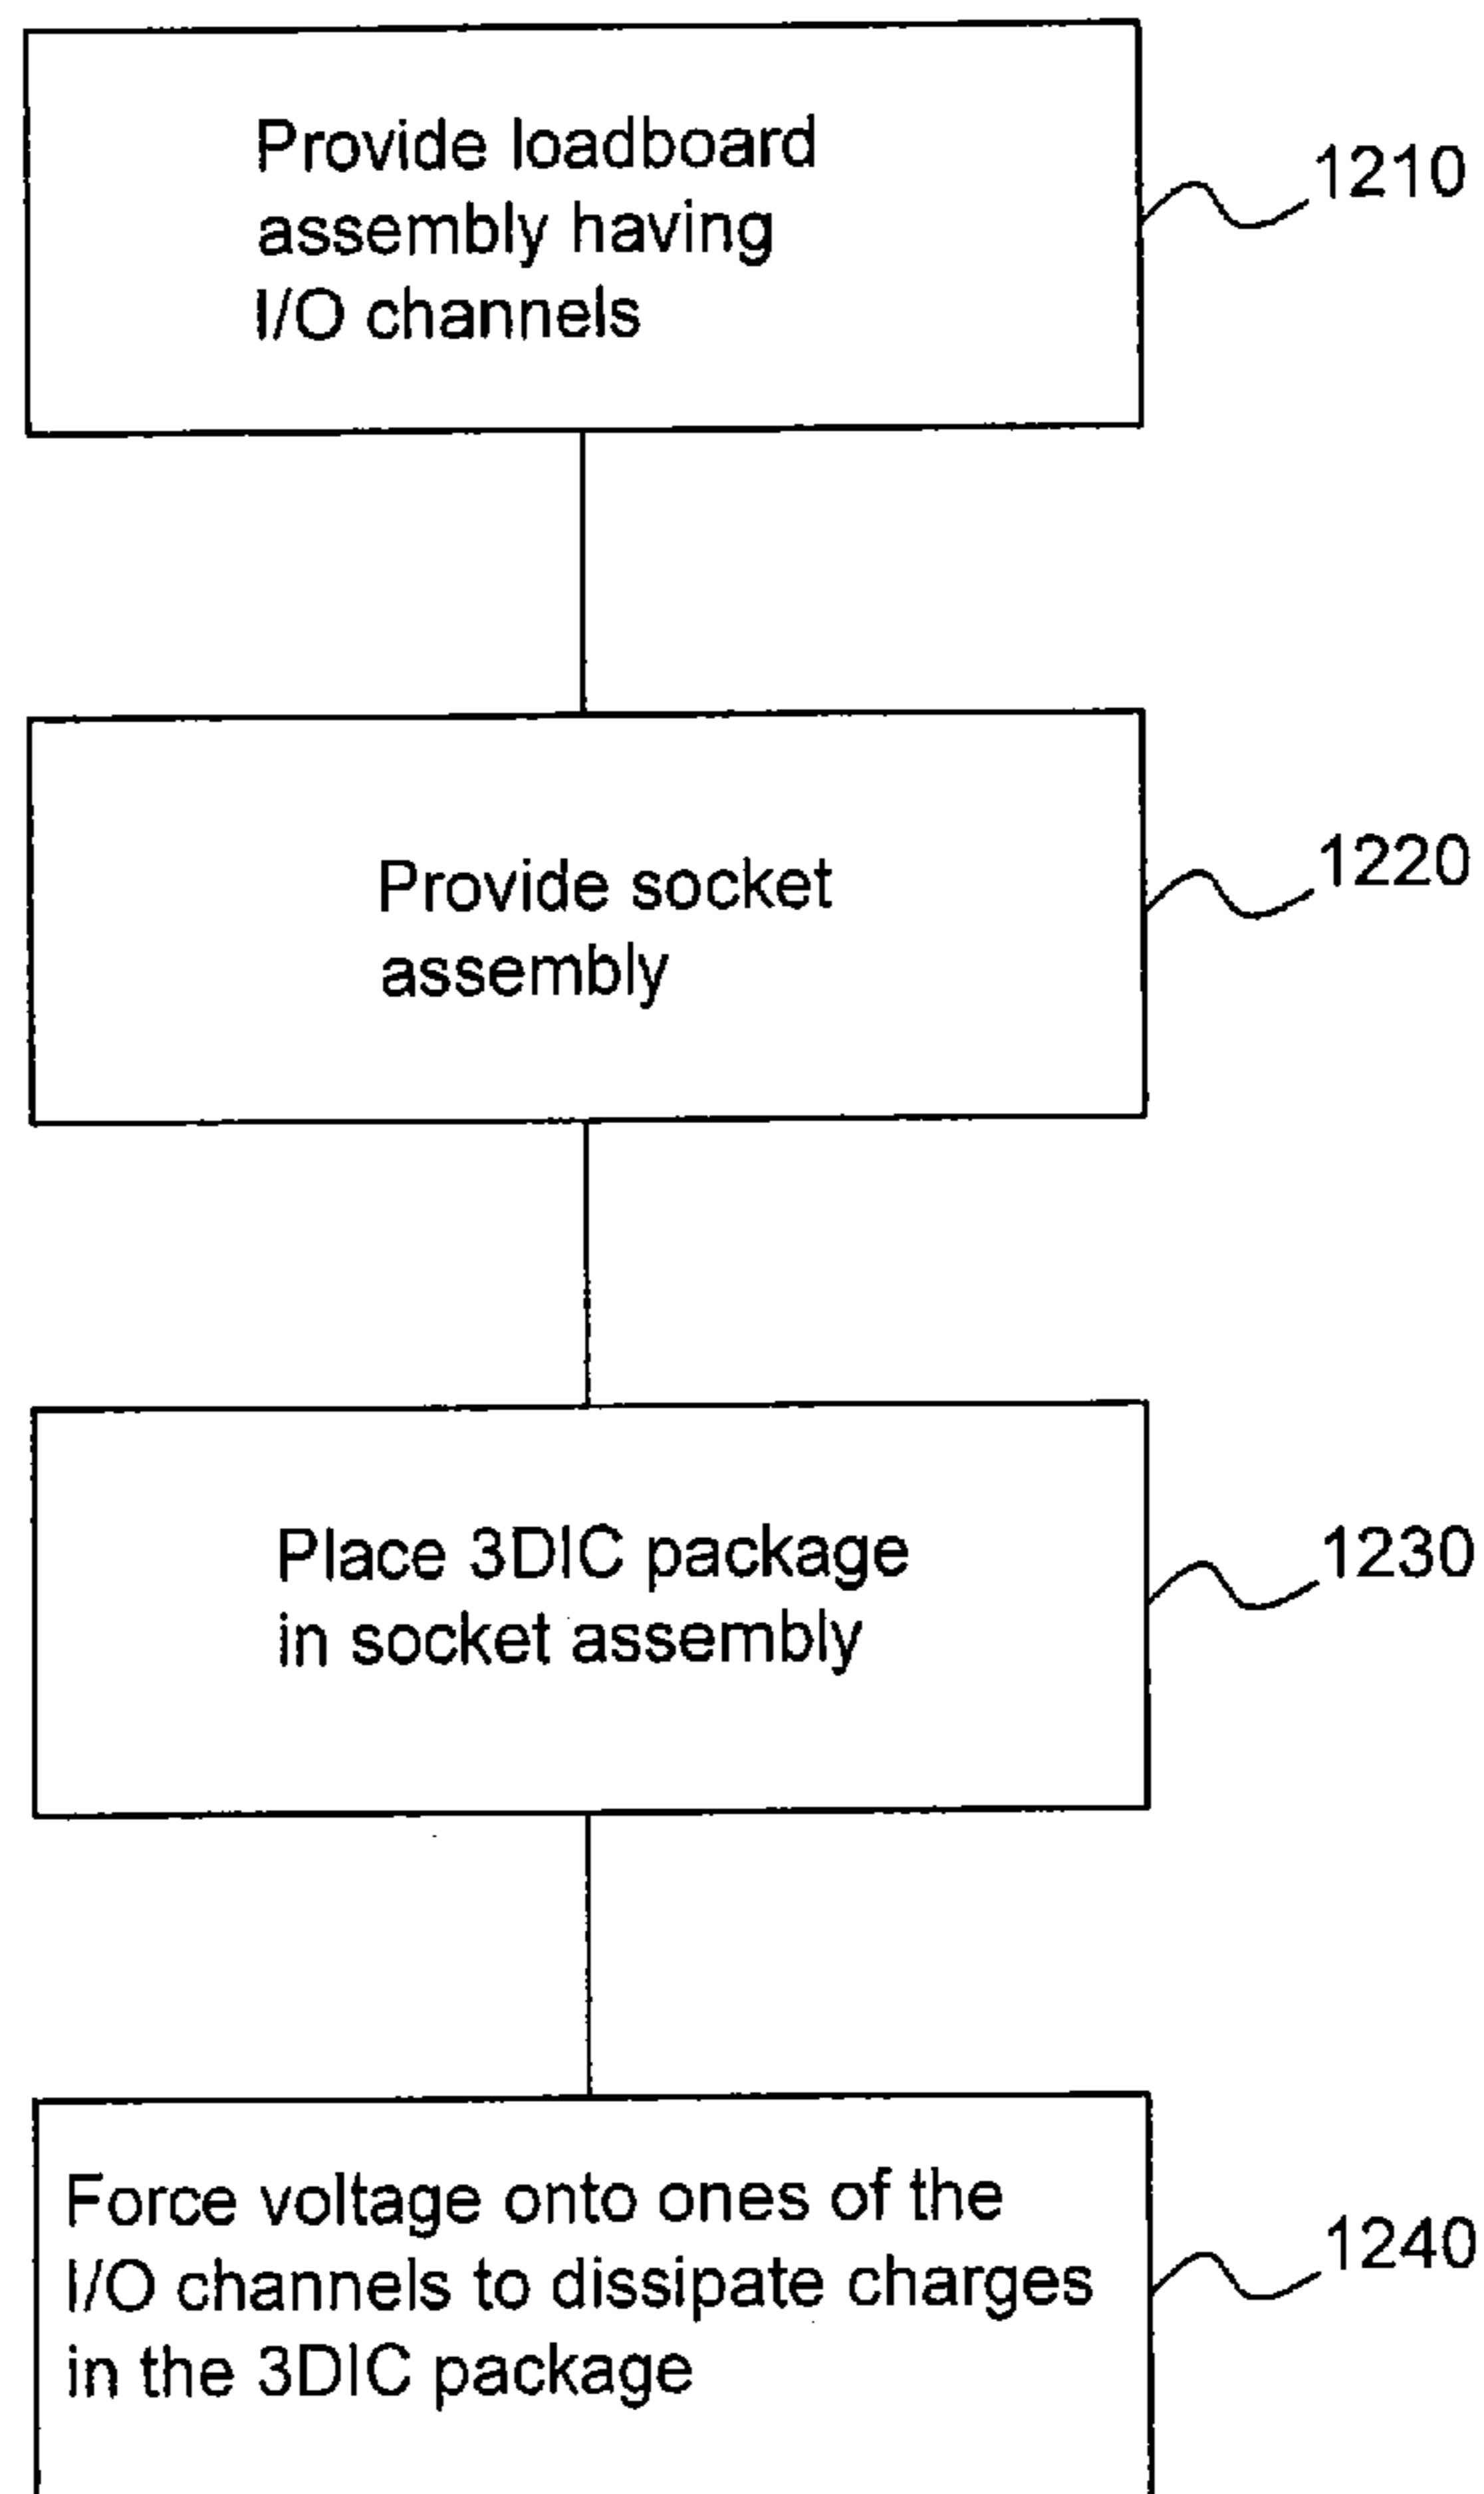 Provide loadboard
assembly having
I/O channels
1210
Provide socket
assembly
1220
Place 3DIC package
in socket assembly
1230
Force voltage onto ones of the
I/O channels to dissipate charges
in the 3DIC package
1240